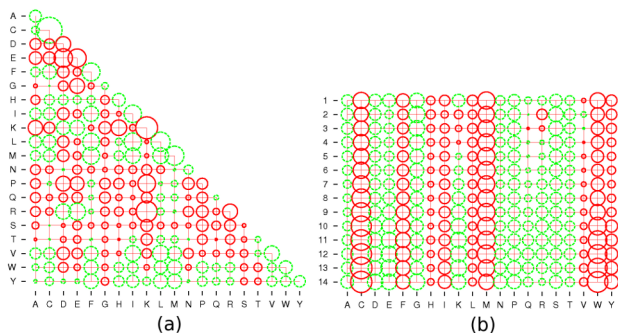 A
C
D
E
F
G
H
I
K
L
M
N
P
Q
R
S
T
V
W
Y
A C D E F G H I K L M N P Q R S T V W Y
(a)
1
2
3
4
5
6
7
8
9
10
11
12
13
14
A C D E F G H I K L M N P Q R S T V W Y
(b)